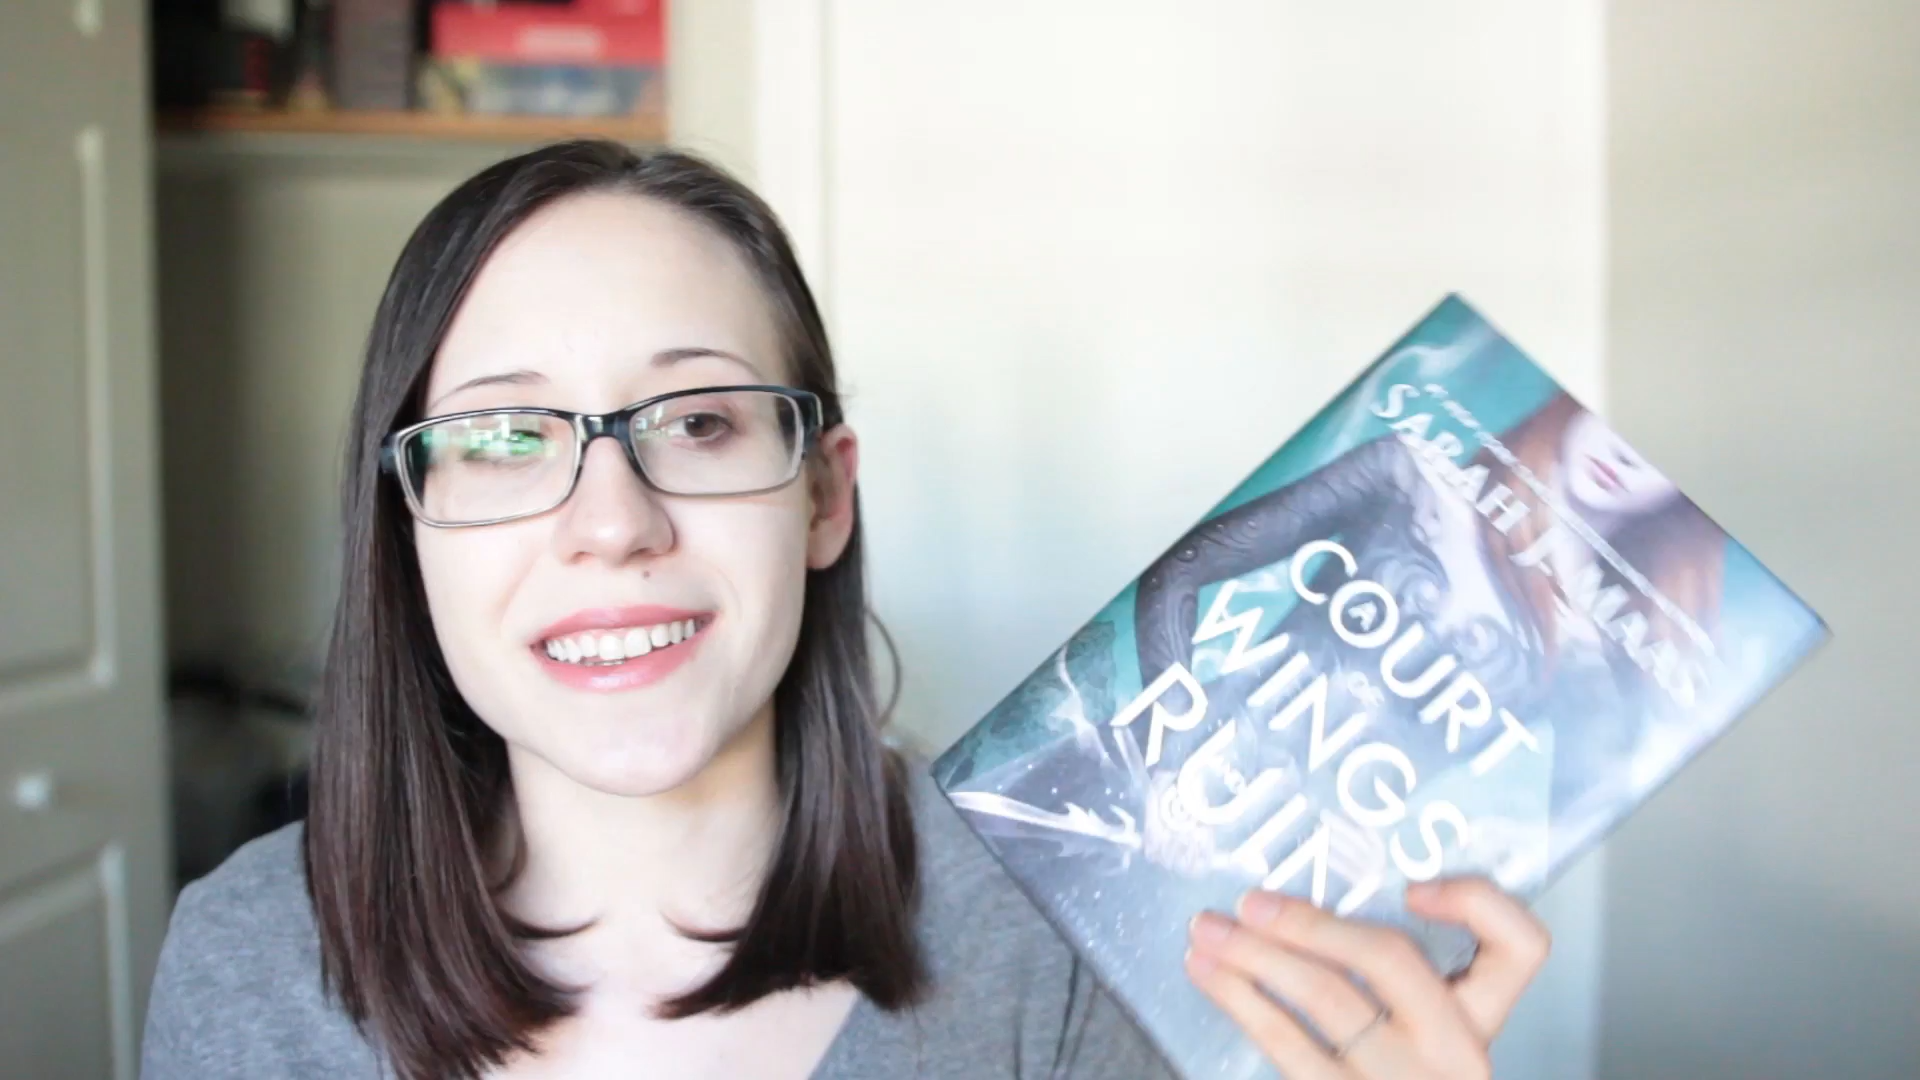 SARAH J. MAAS
A
COURT
OF
WINGS
AND
RUIN